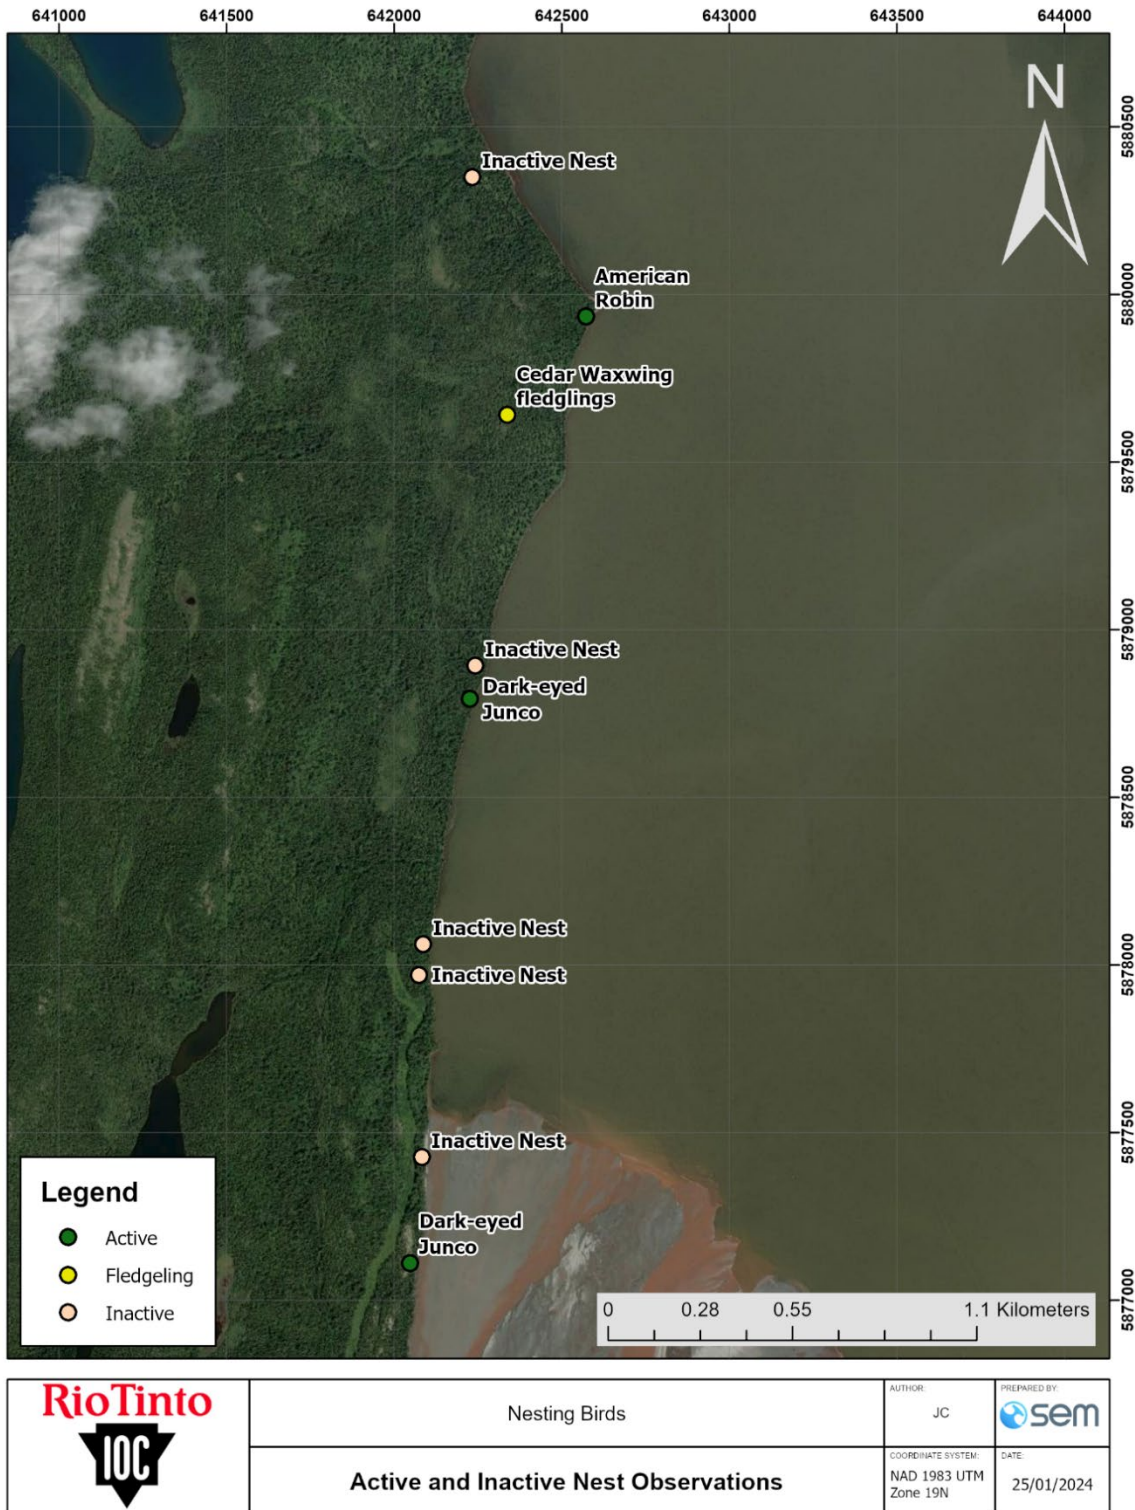 641000 641500 642000 642500 643000 643500 644000
N
5880500
Inactive Nest
American
Robin
5880000
Cedar Waxwing
fledglings
5879500
5879000
Inactive Nest
Dark-eyed
Junco
5878500
Inactive Nest
5878000
Inactive Nest
5877500
Inactive Nest
Dark-eyed
Junco
5877000
Legend
Active
Fledgeling
Inactive
0 0.28 0.55 1.1 Kilometers
RioTinto
IOC
Nesting Birds
Active and Inactive Nest Observations
AUTHOR:
JC
PREPARED BY:
sem
COORDINATE SYSTEM:
NAD 1983 UTM
Zone 19N
DATE:
25/01/2024